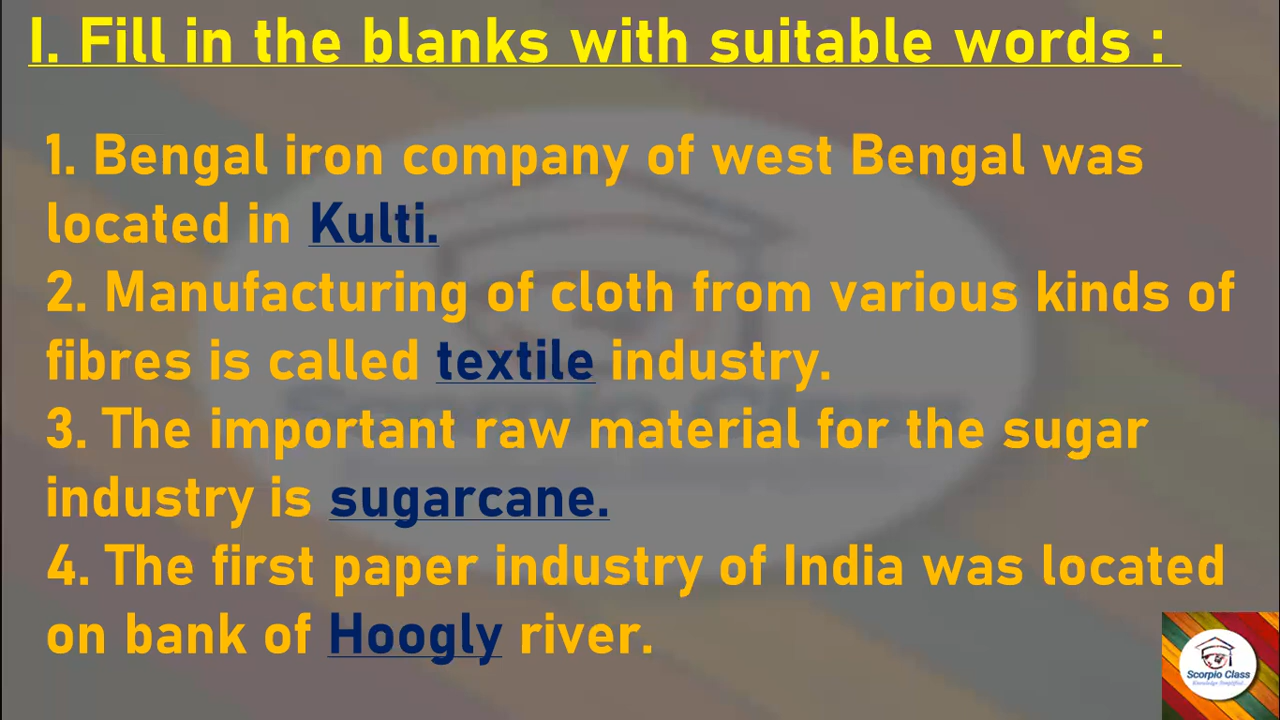 I. Fill in the blanks with suitable words :
1. Bengal iron company of west Bengal was
located in Kulti.
2. Manufacturing of cloth from various kinds of
fibres is called textile industry.
3. The important raw material for the sugar
industry is sugarcane.
4. The first paper industry of India was located
on bank of Hoogly river.
Scorpio Class